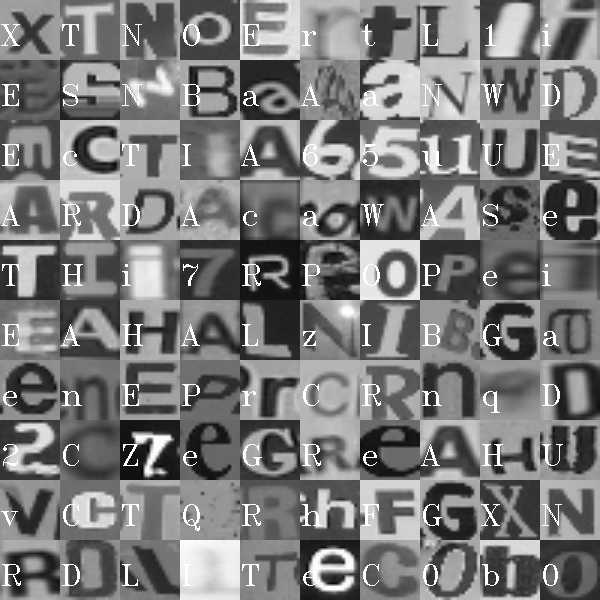 X T N O E r t L 1 i
E S N B a A a N W D
E c T I A 6 5 u U E
A R D A c a W A S e
T H i 7 R P O P e i
E A H A L z I B G a
e n E P r C R n q D
2 C Z e G R e A H U
v C T Q R h F G X N
R D L I T e C 0 b 0